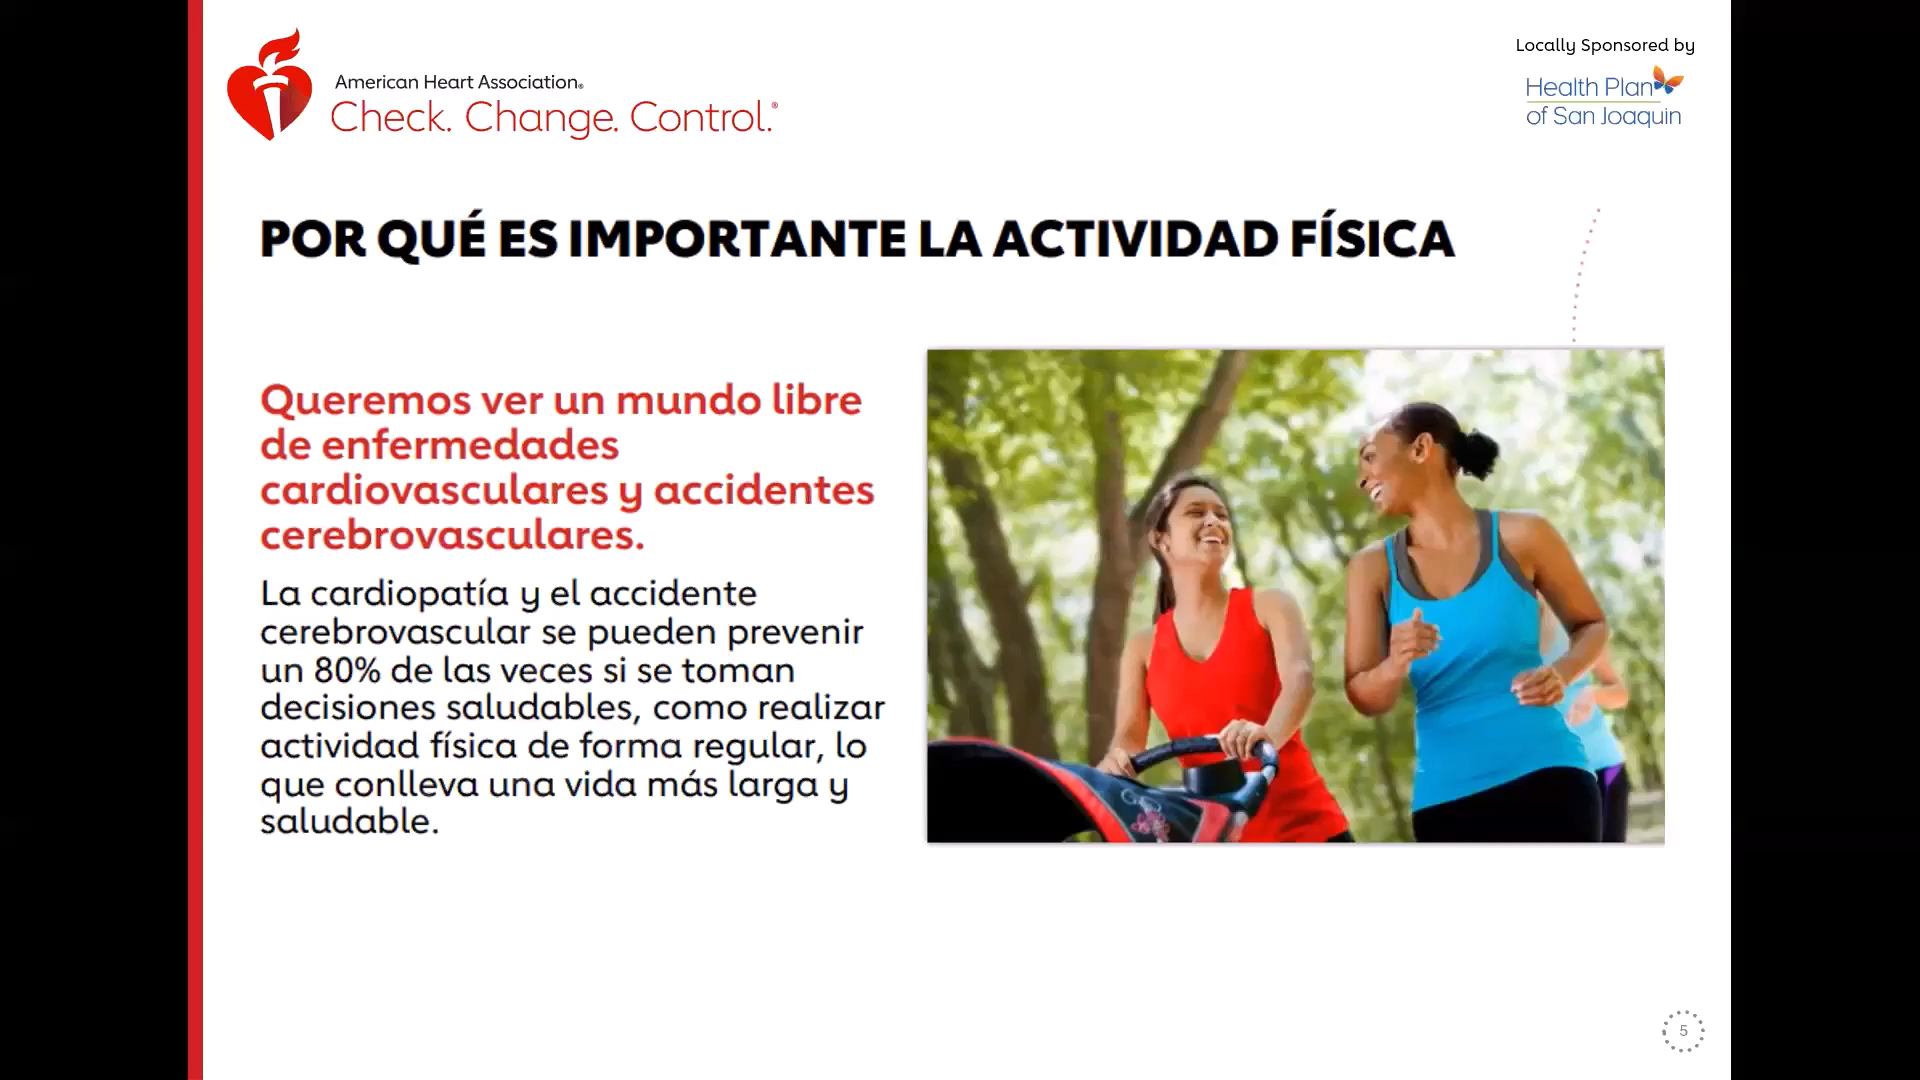 Locally Sponsored by
American Heart Association®
Check. Change. Control.®
Health Plan
of San Joaquin
POR QUÉ ES IMPORTANTE LA ACTIVIDAD FÍSICA
Queremos ver un mundo libre
de enfermedades
cardiovasculares y accidentes
cerebrovasculares.
La cardiopatía y el accidente
cerebrovascular se pueden prevenir
un 80% de las veces si se toman
decisiones saludables, como realizar
actividad física de forma regular, lo
que conlleva una vida más larga y
saludable.
5